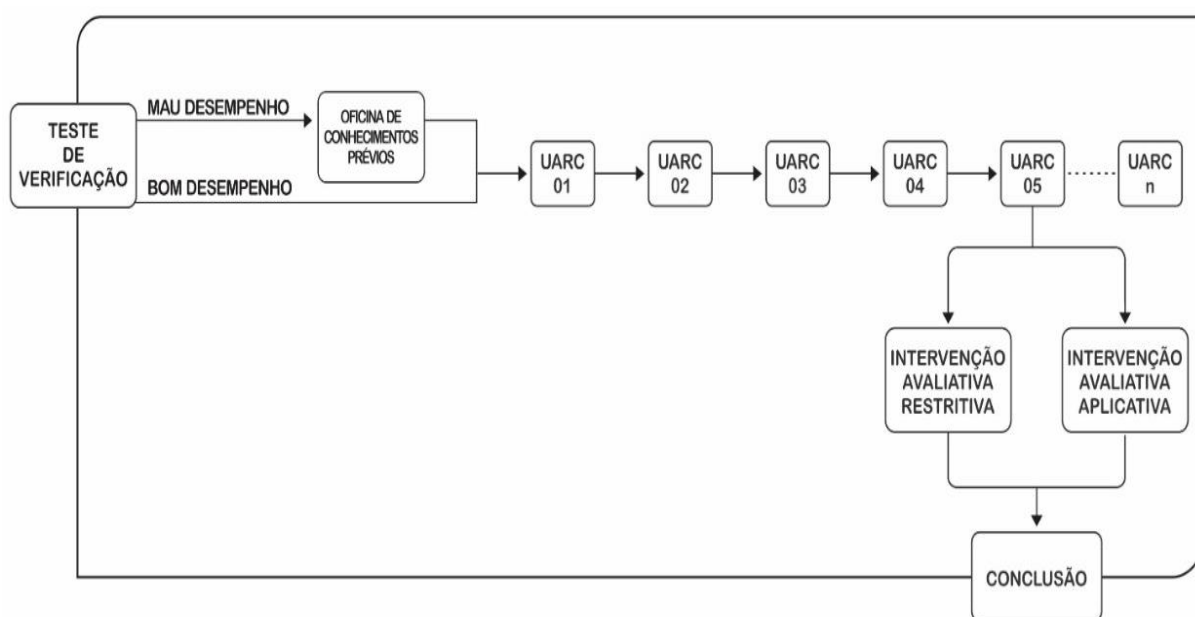 TESTE
DE
VERIFICAÇÃO
MAU DESEMPENHO
BOM DESEMPENHO
OFICINA DE
CONHECIMENTOS
PRÉVIOS
UARC
01
UARC
02
UARC
03
UARC
04
UARC
05
UARC
n
INTERVENÇÃO
AVALIATIVA
RESTRITIVA
INTERVENÇÃO
AVALIATIVA
APLICATIVA
CONCLUSÃO